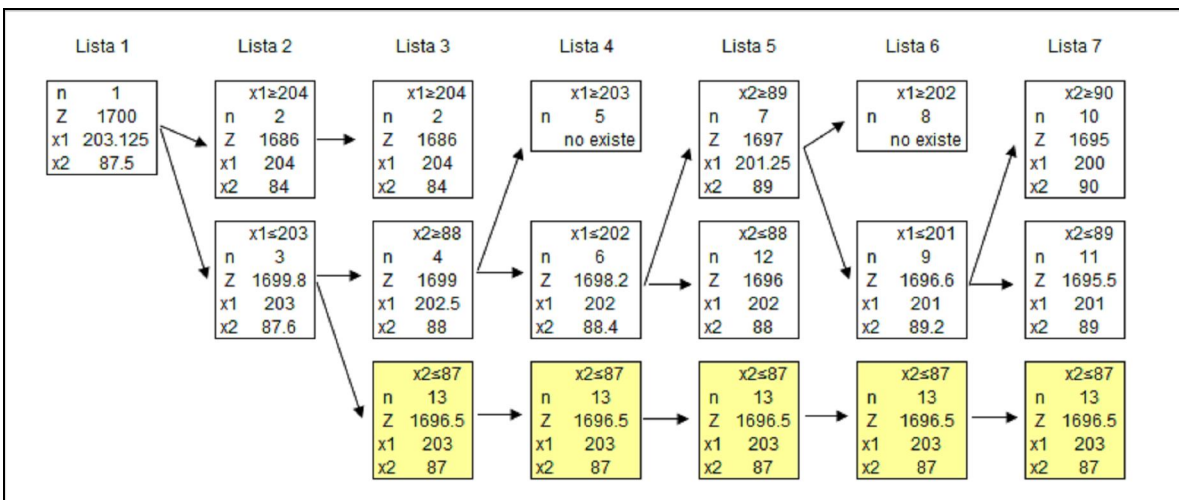 Lista 1
Lista 2
Lista 3
Lista 4
Lista 5
Lista 6
Lista 7
n 1
Z 1700
x1 203.125
x2 87.5
x1≥204
n 2
Z 1686
x1 204
x2 84
x1≥204
n 2
Z 1686
x1 204
x2 84
x1≥203
n 5
no existe
x2≥89
n 7
Z 1697
x1 201.25
x2 89
x1≥202
n 8
no existe
x2≥90
n 10
Z 1695
x1 200
x2 90
x1≤203
n 3
Z 1699.8
x1 203
x2 87.6
x2≥88
n 4
Z 1699
x1 202.5
x2 88
x1≤202
n 6
Z 1698.2
x1 202
x2 88.4
x2≤88
n 12
Z 1696
x1 202
x2 88
x1≤201
n 9
Z 1696.6
x1 201
x2 89.2
x2≤89
n 11
Z 1695.5
x1 201
x2 89
x2≤87
n 13
Z 1696.5
x1 203
x2 87
x2≤87
n 13
Z 1696.5
x1 203
x2 87
x2≤87
n 13
Z 1696.5
x1 203
x2 87
x2≤87
n 13
Z 1696.5
x1 203
x2 87
x2≤87
n 13
Z 1696.5
x1 203
x2 87